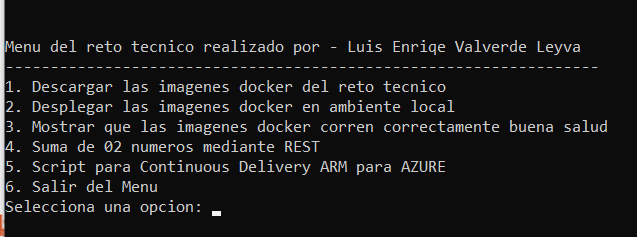 Menu del reto tecnico realizado por - Luis Enriqe Valverde Leyva
-------------------------------------------------------------------
1. Descargar las imagenes docker del reto tecnico
2. Desplegar las imagenes docker en ambiente local
3. Mostrar que las imagenes docker corren correctamente buena salud
4. Suma de 02 numeros mediante REST
5. Script para Continuous Delivery ARM para AZURE
6. Salir del Menu
Selecciona una opcion: